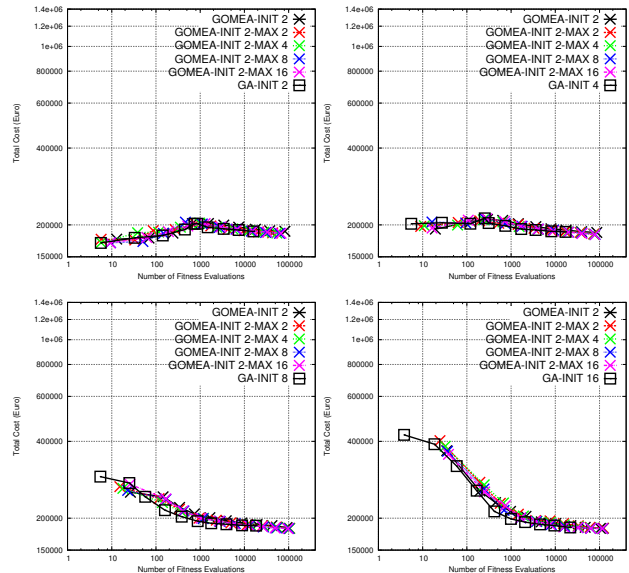 1.4e+06
1.2e+06
1e+06
800000
600000
400000
200000
150000
Total Cost (Euro)
GOMEA-INIT 2
GOMEA-INIT 2-MAX 2
GOMEA-INIT 2-MAX 4
GOMEA-INIT 2-MAX 8
GOMEA-INIT 2-MAX 16
GA-INIT 2
1 10 100 1000 10000 100000
Number of Fitness Evaluations
1.4e+06
1.2e+06
1e+06
800000
600000
400000
200000
150000
Total Cost (Euro)
GOMEA-INIT 2
GOMEA-INIT 2-MAX 2
GOMEA-INIT 2-MAX 4
GOMEA-INIT 2-MAX 8
GOMEA-INIT 2-MAX 16
GA-INIT 4
1 10 100 1000 10000 100000
Number of Fitness Evaluations
1.4e+06
1.2e+06
1e+06
800000
600000
400000
200000
150000
Total Cost (Euro)
GOMEA-INIT 2
GOMEA-INIT 2-MAX 2
GOMEA-INIT 2-MAX 4
GOMEA-INIT 2-MAX 8
GOMEA-INIT 2-MAX 16
GA-INIT 8
1 10 100 1000 10000 100000
Number of Fitness Evaluations
1.4e+06
1.2e+06
1e+06
800000
600000
400000
200000
150000
Total Cost (Euro)
GOMEA-INIT 2
GOMEA-INIT 2-MAX 2
GOMEA-INIT 2-MAX 4
GOMEA-INIT 2-MAX 8
GOMEA-INIT 2-MAX 16
GA-INIT 16
1 10 100 1000 10000 100000
Number of Fitness Evaluations